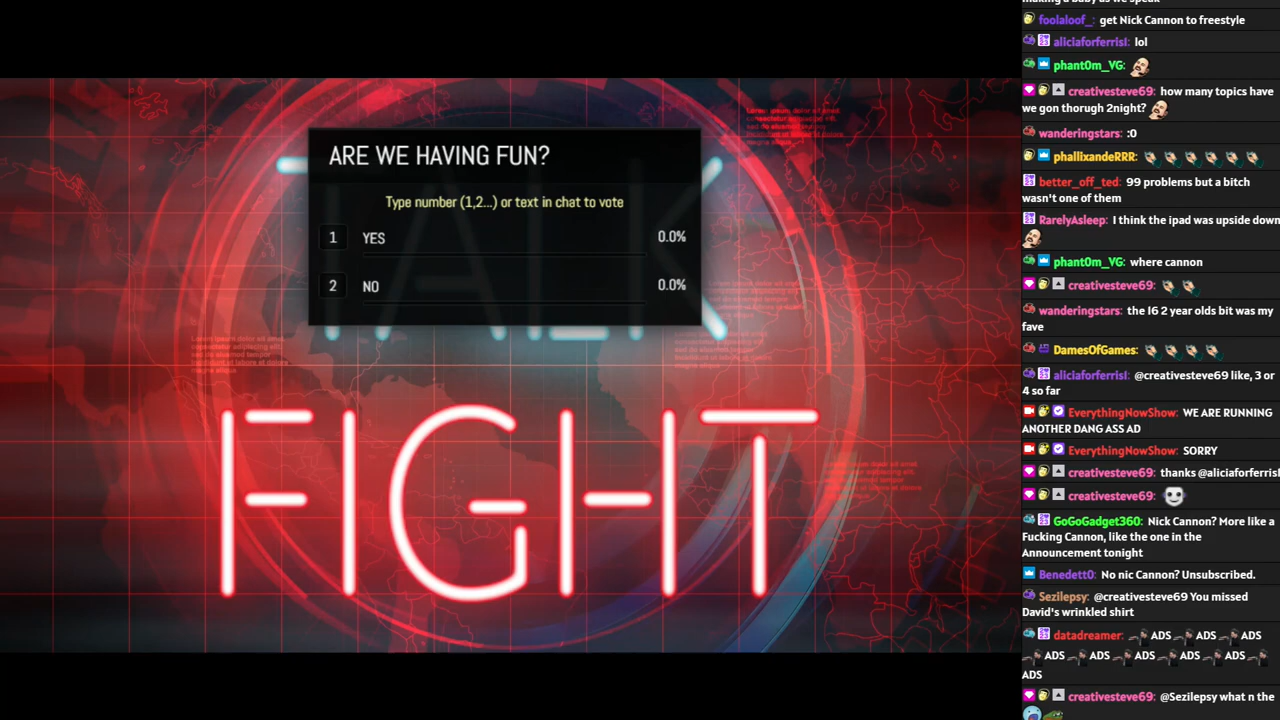 ARE WE HAVING FUN?
Type number (1,2...) or text in chat to vote
1 YES 0.0%
2 NO 0.0%
FIGHT
foolaloof_: get Nick Cannon to freestyle
aliciaforferrisl: lol
phant0m_VG:
creativesteve69: how many topics have
we gon thorugh 2night?
wanderingstars: :0
phallixandeRRR:
better_off_ted: 99 problems but a bitch
wasn't one of them
RarelyAsleep: I think the ipad was upside down
phant0m_VG: where cannon
creativesteve69:
wanderingstars: the I6 2 year olds bit was my
fave
DamesOfGames:
aliciaforferrisl: @creativesteve69 like, 3 or
4 so far
EverythingNowShow: WE ARE RUNNING
ANOTHER DANG ASS AD
EverythingNowShow: SORRY
creativesteve69: thanks @aliciaforferrisl
creativesteve69:
GoGoGadget360: Nick Cannon? More like a
Fucking Cannon, like the one in the
Announcement tonight
Benedett0: No nic Cannon? Unsubscribed.
Sezilepsy: @creativesteve69 You missed
David's wrinkled shirt
datadreamer: ADS ADS ADS
ADS ADS ADS ADS ADS
ADS
creativesteve69: @Sezilepsy what n the